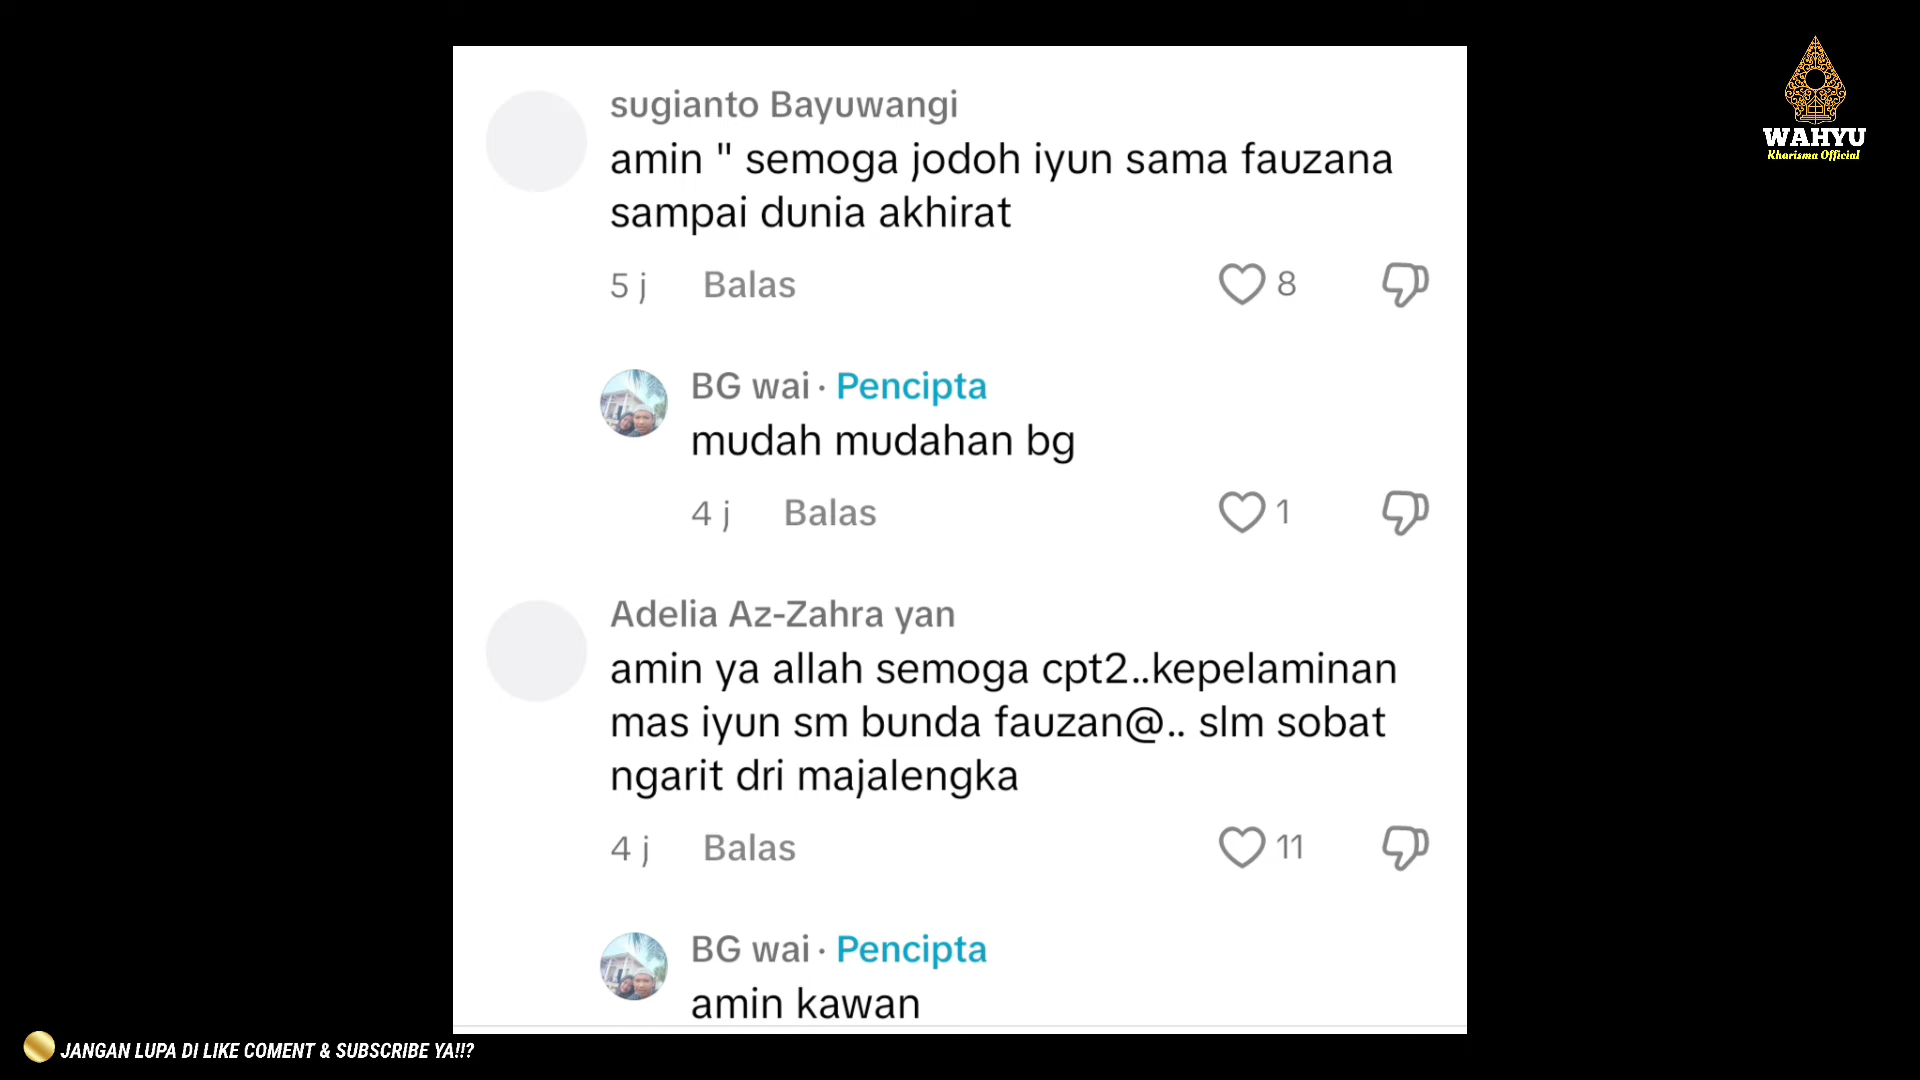 sugianto Bayuwangi
amin " semoga jodoh iyun sama fauzana
sampai dunia akhirat
5 j Balas 8
BG wai · Pencipta
mudah mudahan bg
4 j Balas 1
Adelia Az-Zahra yan
amin ya allah semoga cpt2..kepelaminan
mas iyun sm bunda fauzan@.. slm sobat
ngarit dri majalengka
4 j Balas 11
BG wai · Pencipta
amin kawan
WAHYU
Kharisma Official
JANGAN LUPA DI LIKE COMENT & SUBSCRIBE YA!!?